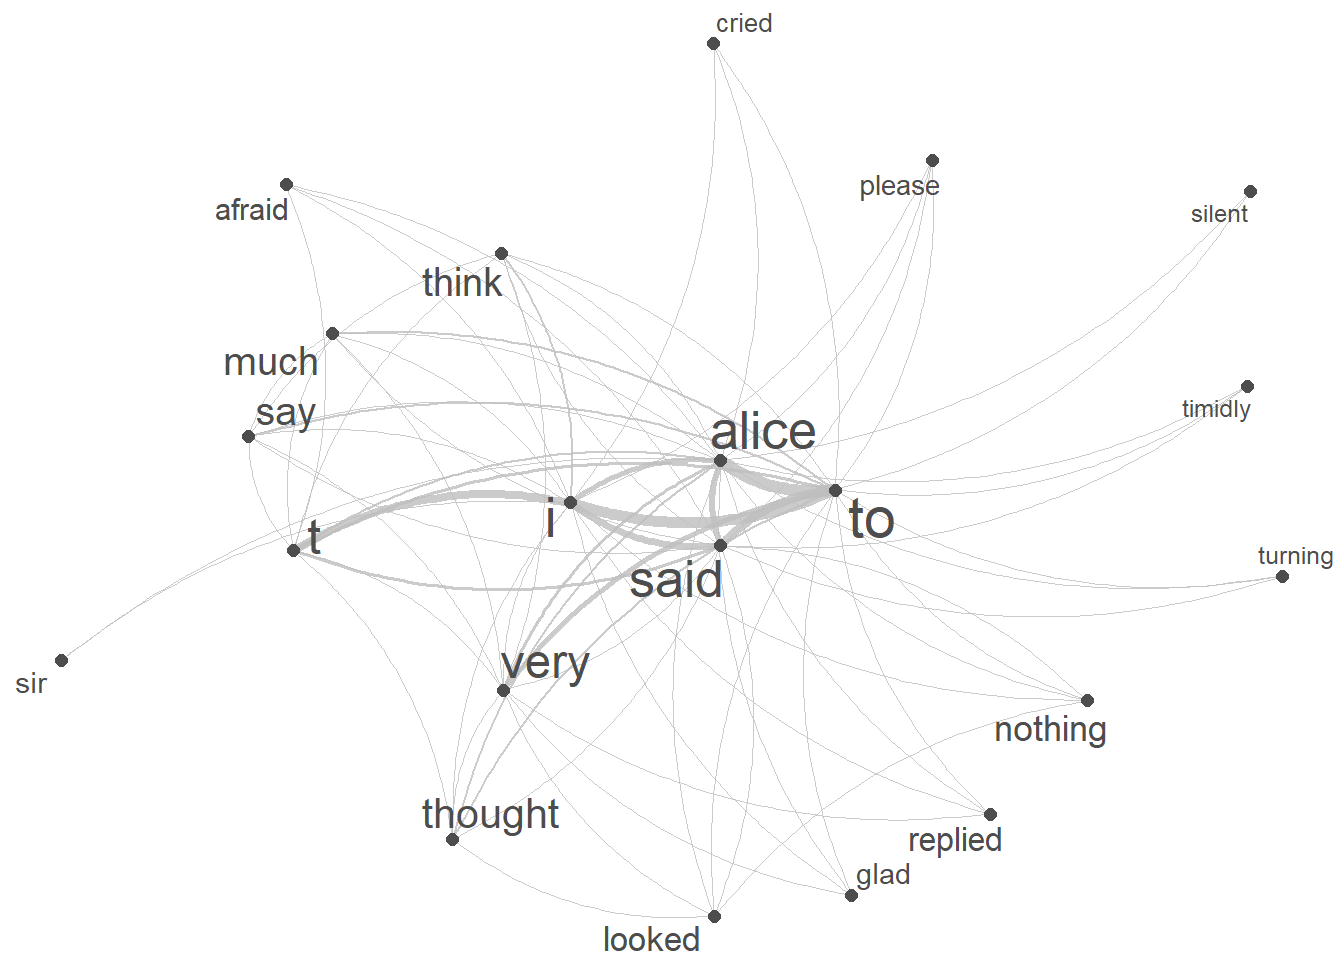 cried
please
silent
afraid
think
much
say
timidly
alice
i
to
t
said
turning
very
sir
nothing
thought
replied
glad
looked